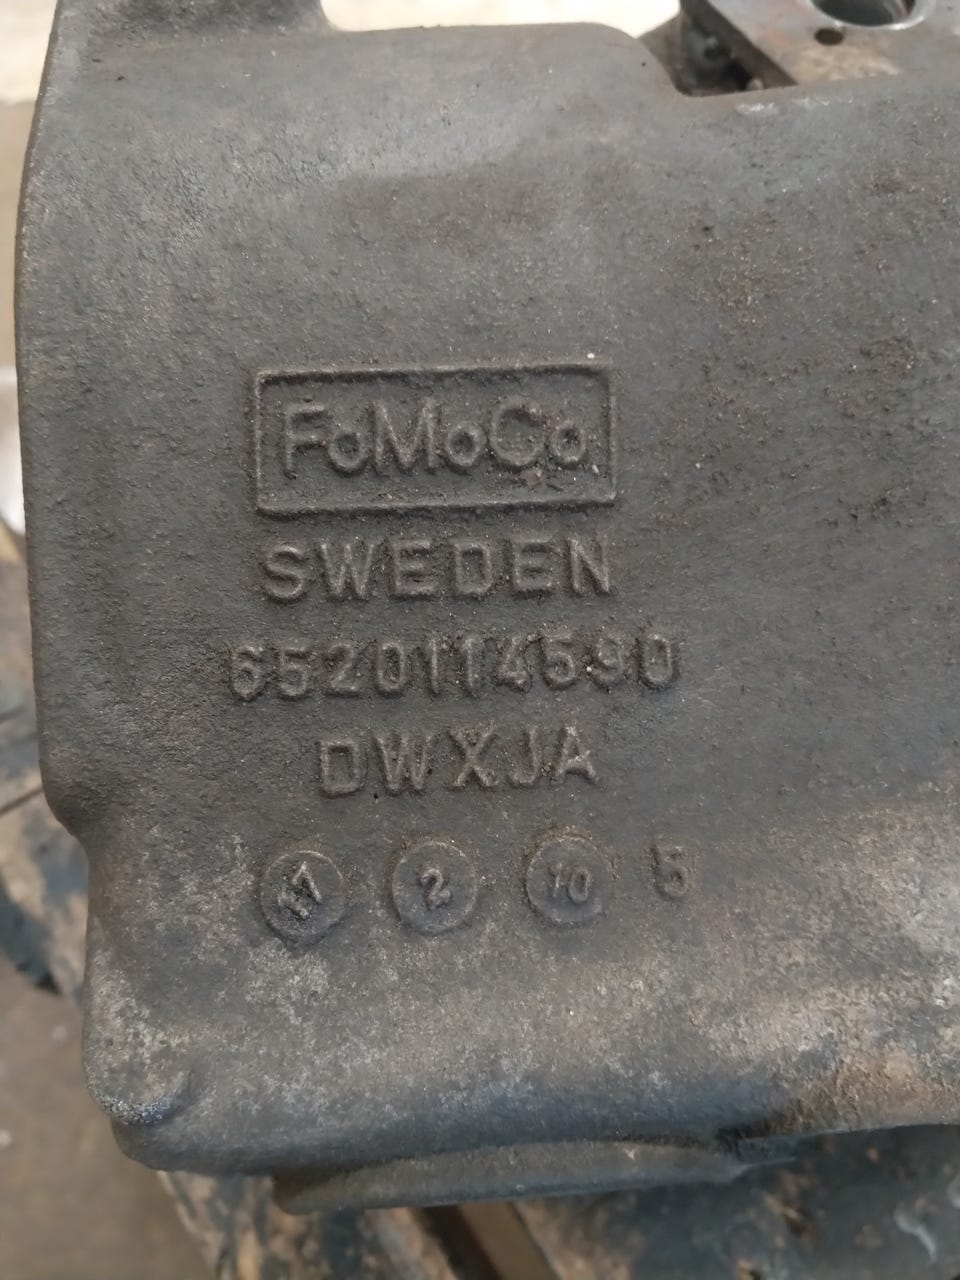 FoMoCo
SWEDEN
6520114590
DWXJA
2 10 5